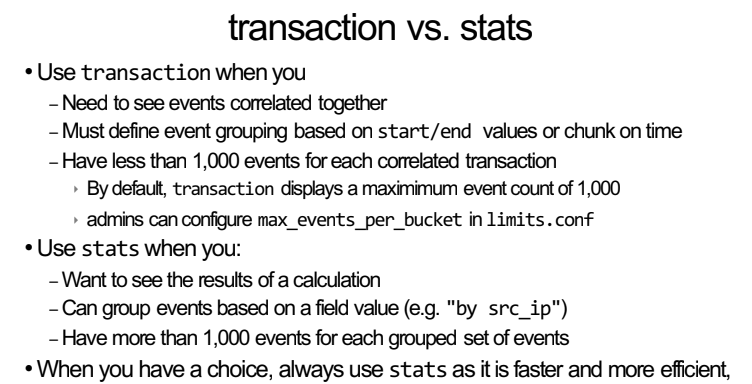 transaction vs. stats
• Use transaction when you
– Need to see events correlated together
– Must define event grouping based on start/end values or chunk on time
– Have less than 1,000 events for each correlated transaction
‣ By default, transaction displays a maximimum event count of 1,000
‣ admins can configure max_events_per_bucket in limits.conf
• Use stats when you:
– Want to see the results of a calculation
– Can group events based on a field value (e.g. "by src_ip")
– Have more than 1,000 events for each grouped set of events
• When you have a choice, always use stats as it is faster and more efficient,